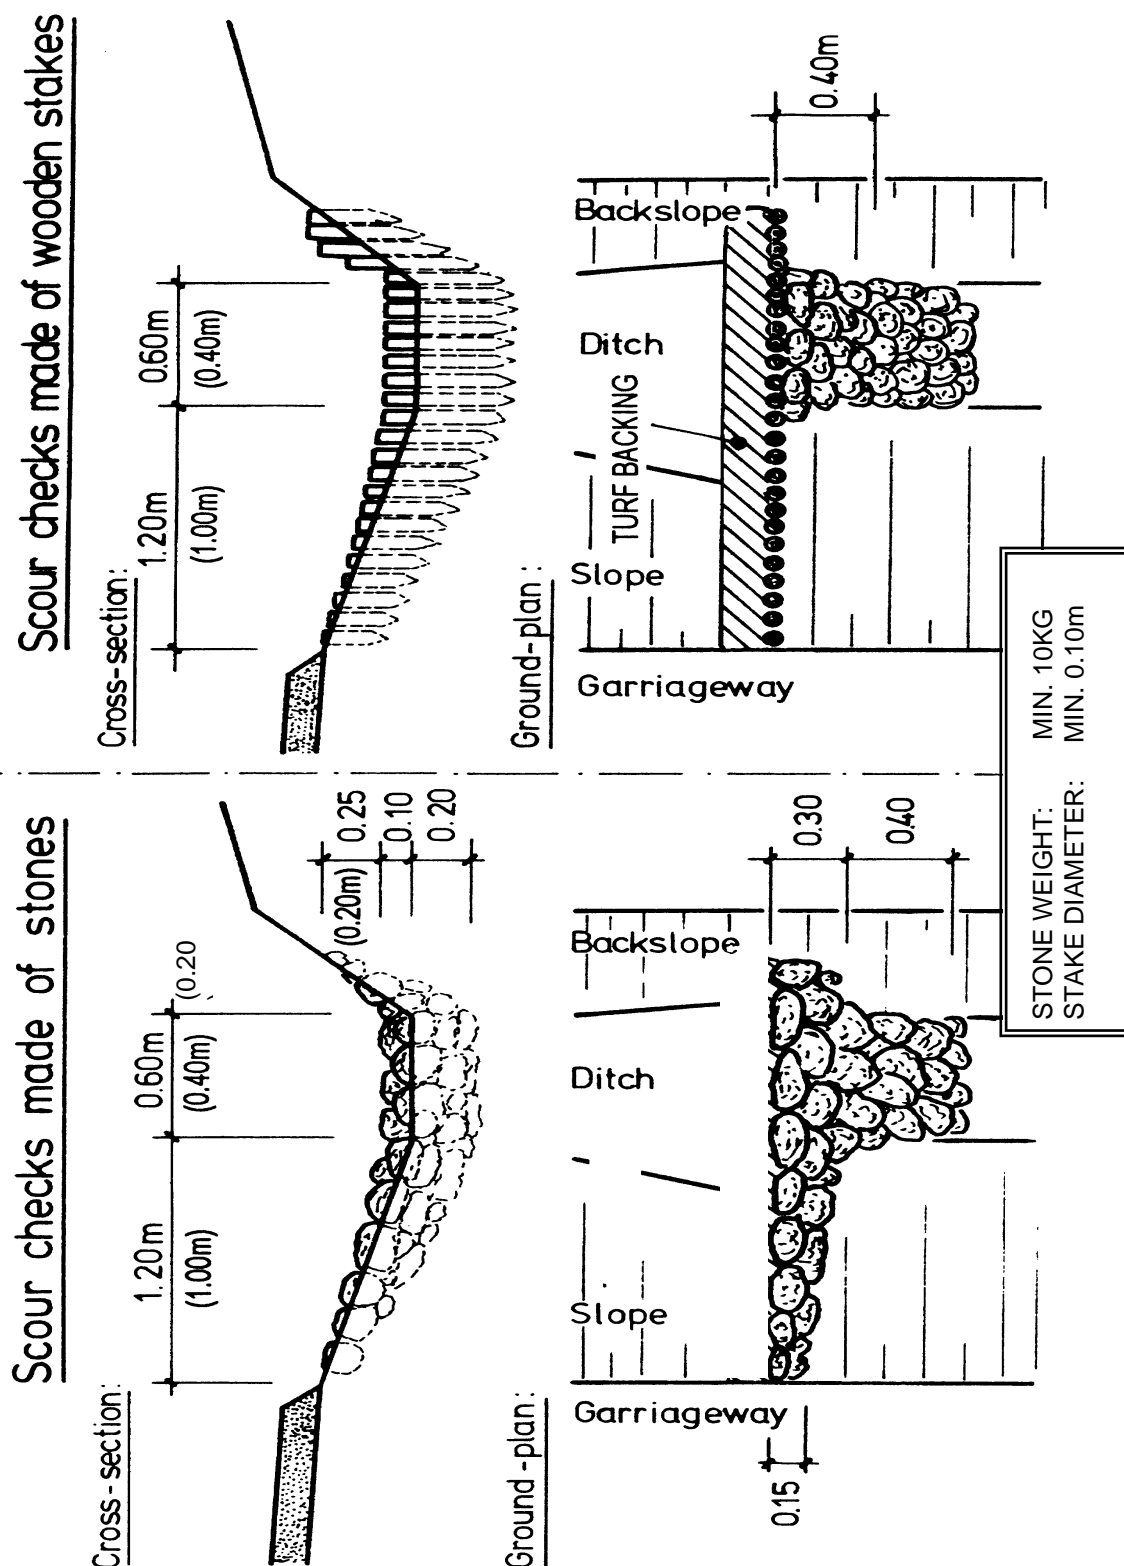 Scour checks made of stones
Cross-section:
1.20m
(1.00m)
0.60m
(0.40m)
(0.20
0.25
(0.20m)
0.10
0.20
Ground-plan:
Garriageway
Slope
Ditch
Backslope
0.15
0.30
0.40
Scour checks made of wooden stakes
Cross-section:
1.20m
(1.00m)
0.60m
(0.40m)
Ground-plan:
Garriageway
Slope
TURF BACKING
Ditch
Backslope
0.40m
STONE WEIGHT: MIN. 10KG
STAKE DIAMETER: MIN. 0.10m